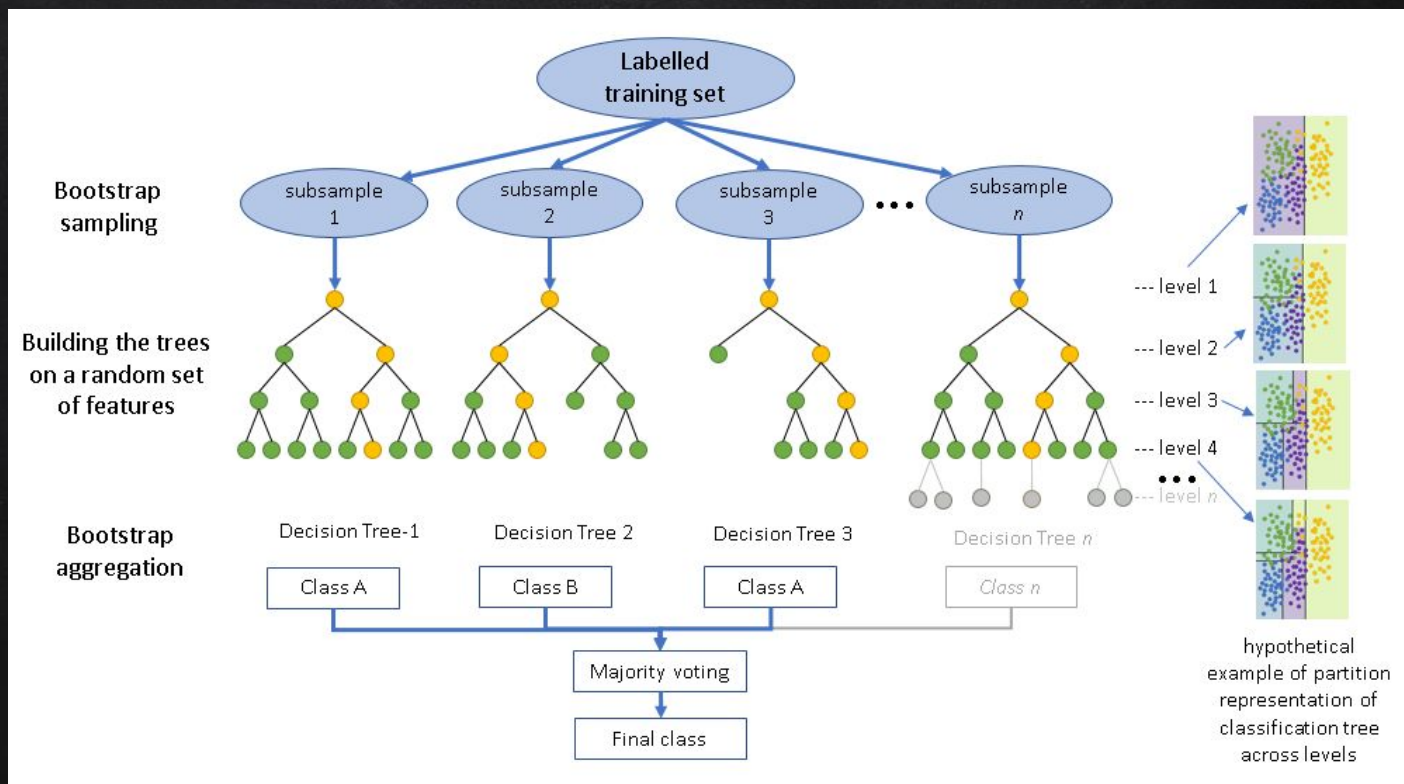 Labelled
training set
Bootstrap
sampling
subsample
1
subsample
2
subsample
3
•••
subsample
n
Building the trees
on a random set
of features
--- level 1
--- level 2
--- level 3
--- level 4
•••
--- level n
Bootstrap
aggregation
Decision Tree-1
Decision Tree 2
Decision Tree 3
Decision Tree n
Class A
Class B
Class A
Class n
Majority voting
Final class
hypothetical
example of partition
representation of
classification tree
across levels